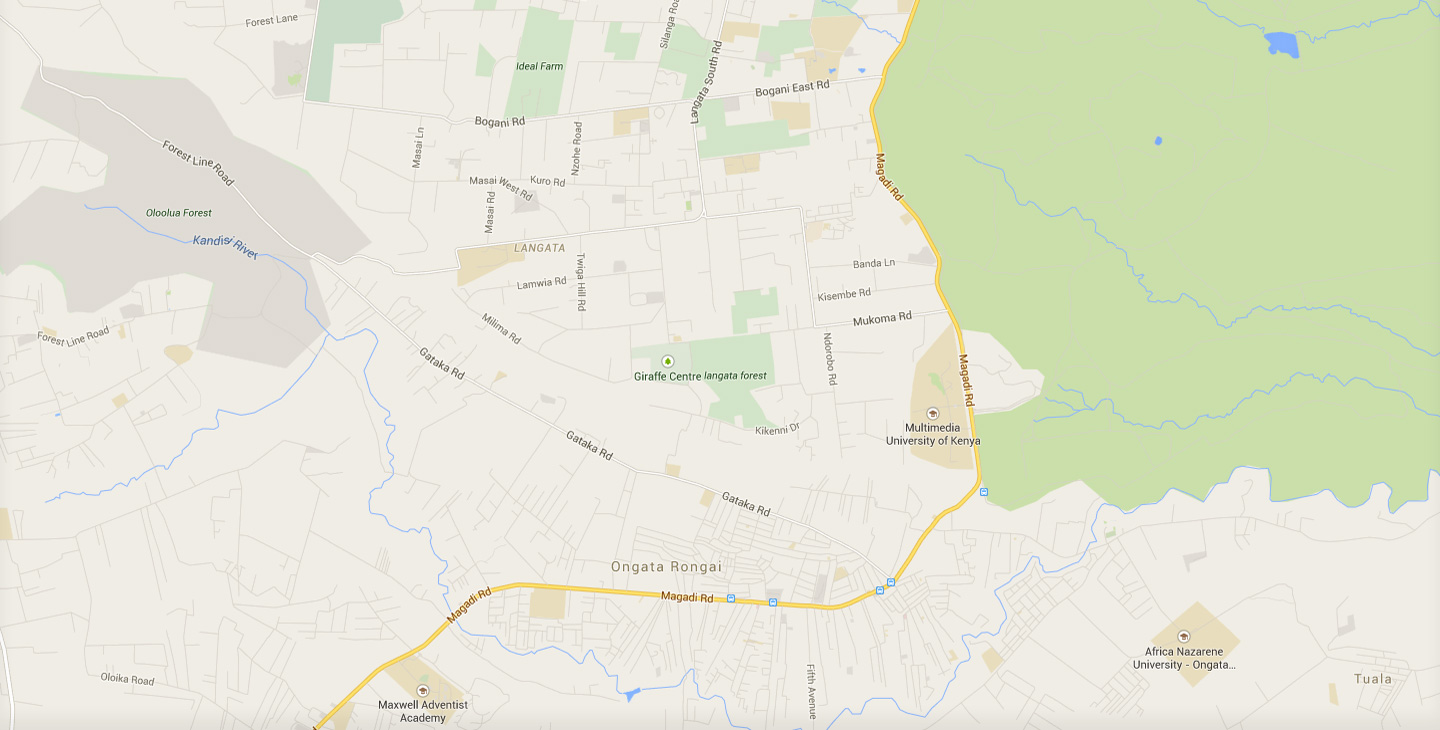 Forest Lane
Silanga Roa
Langata South Rd
Ideal Farm
Bogani East Rd
Bogani Rd
Masai Ln
Nzohe Road
Forest Line Road
Magadi Rd
Masai West Rd
Kuro Rd
Masai Rd
Oloolua Forest
Kandisi River
LANGATA
Banda Ln
Twiga Hill Rd
Lamwia Rd
Kisembe Rd
Mukoma Rd
Milima Rd
Forest Line Road
Ndorobo Rd
Gataka Rd
Magadi Rd
Giraffe Centre
langata forest
Kikenni Dr
Multimedia
University of Kenya
Gataka Rd
Gataka Rd
Ongata Rongai
Magadi Rd
Magadi Rd
Africa Nazarene
University - Ongata...
Oloika Road
Fifth Avenue
Tuala
Maxwell Adventist
Academy